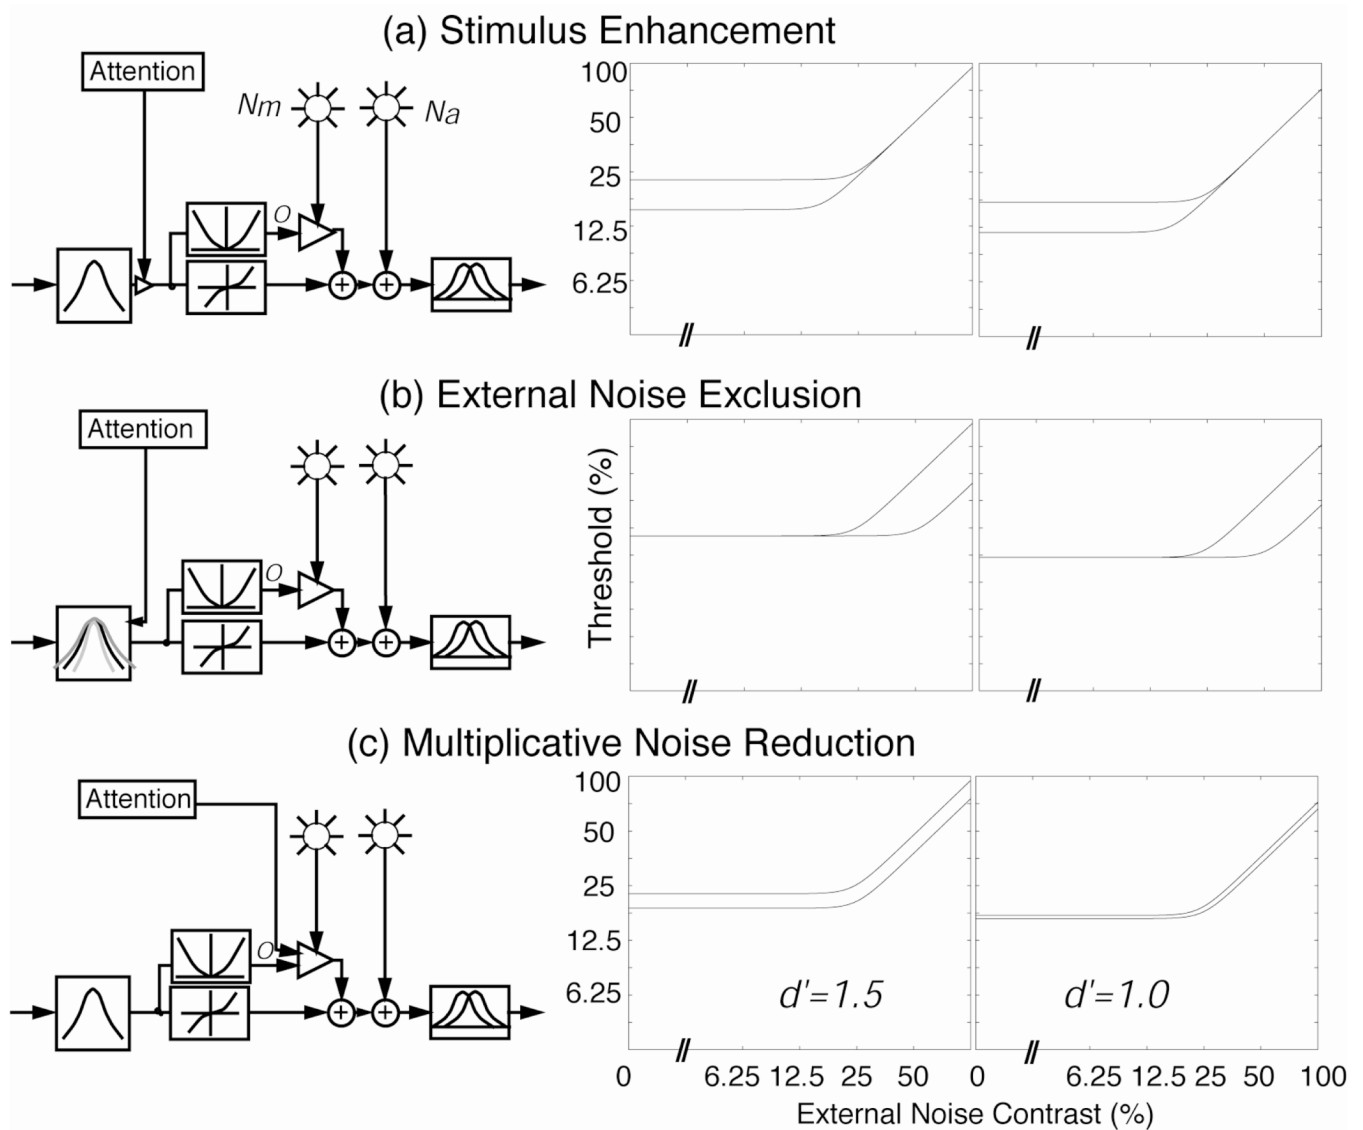 (a) Stimulus Enhancement
Attention
Nm
Na
O
100
50
25
12.5
6.25
(b) External Noise Exclusion
Attention
O
Threshold (%)
(c) Multiplicative Noise Reduction
Attention
O
100
50
25
12.5
6.25
d'=1.5
d'=1.0
0 6.25 12.5 25 50 0 6.25 12.5 25 50 100
External Noise Contrast (%)